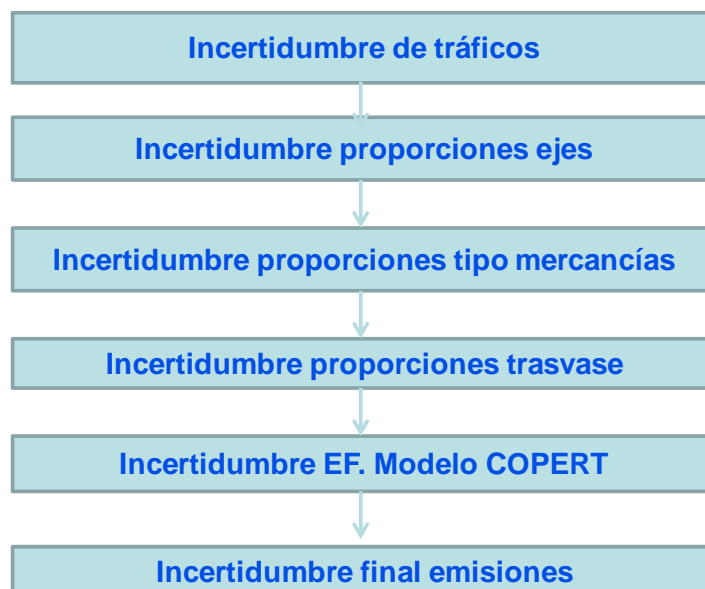 Incertidumbre de tráficos
Incertidumbre proporciones ejes
Incertidumbre proporciones tipo mercancías
Incertidumbre proporciones trasvase
Incertidumbre EF. Modelo COPERT
Incertidumbre final emisiones